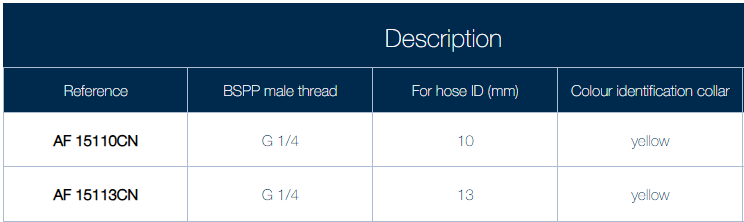 Description
Reference BSPP male thread For hose ID (mm) Colour identification collar
AF 15110CN G 1/4 10 yellow
AF 15113CN G 1/4 13 yellow